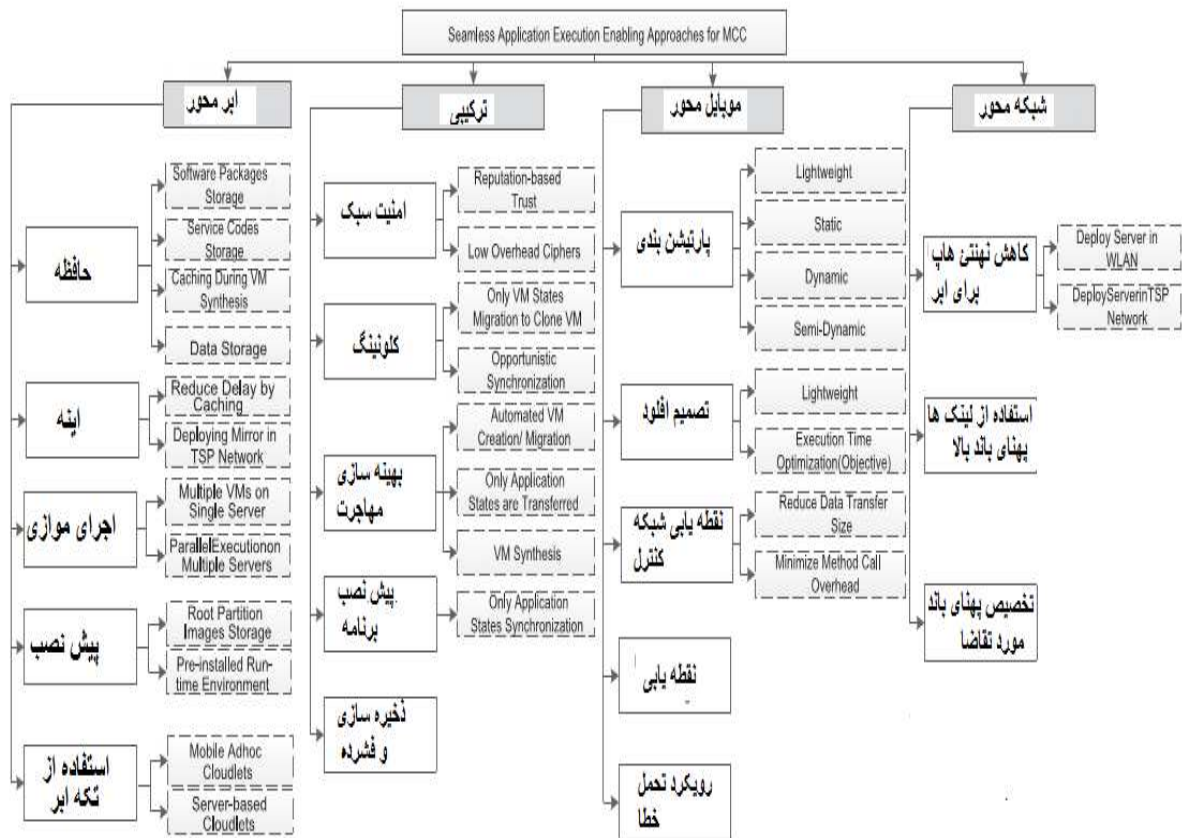 Seamless Application Execution Enabling Approaches for MCC
ابر محور
حافظه
Software Packages
Storage
Service Codes
Storage
Caching During VM
Synthesis
Data Storage
اینه
Reduce Delay by
Caching
Deploying Mirror in
TSP Network
اجرای موازی
Multiple VMs on
Single Server
ParallelExecutionon
Multiple Servers
پیش نصب
Root Partition
Images Storage
Pre-installed Run-
time Environment
استفاده از
تکه ابر
Mobile Adhoc
Cloudlets
Server-based
Cloudlets
ترکیبی
امنیت سبک
Reputation-based
Trust
Low Overhead Ciphers
کلونینگ
Only VM States
Migration to Clone VM
Opportunistic
Synchronization
بهینه سازی
مهاجرت
Automated VM
Creation/ Migration
Only Application
States are Transferred
VM Synthesis
پیش نصب
برنامه
Only Application
States Synchronization
ذخیره سازی
و فشرده
موبایل محور
پارتیشن بندی
Lightweight
Static
Dynamic
Semi-Dynamic
تصمیم افلود
Lightweight
Execution Time
Optimization(Objective)
نقطه یابی شبکه
کنترل
Reduce Data Transfer
Size
Minimize Method Call
Overhead
نقطه یابی
رویکرد تحمل
خطا
شبکه محور
کاهش نهنتئ هاپ
برای ابر
Deploy Server in
WLAN
DeployServerinTSP
Network
استفاده از لینک ها
پهنای باند بالا
تخصیص پهنای باند
مورد تقاضا